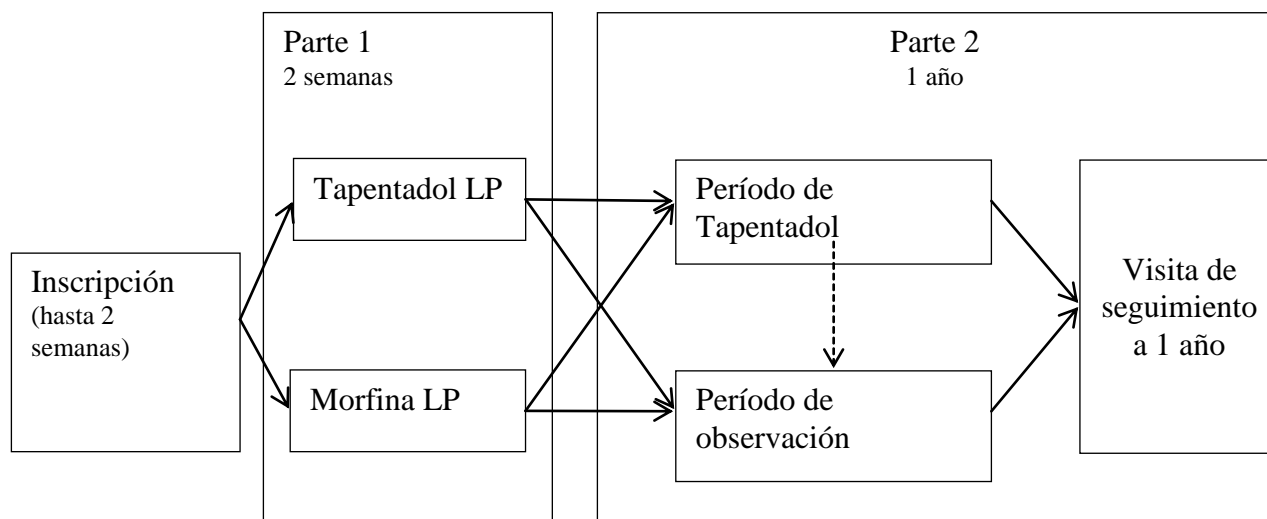 Parte 1
2 semanas
Parte 2
1 año
Inscripción
(hasta 2
semanas)
Tapentadol LP
Morfina LP
Período de
Tapentadol
Período de
observación
Visita de
seguimiento
a 1 año